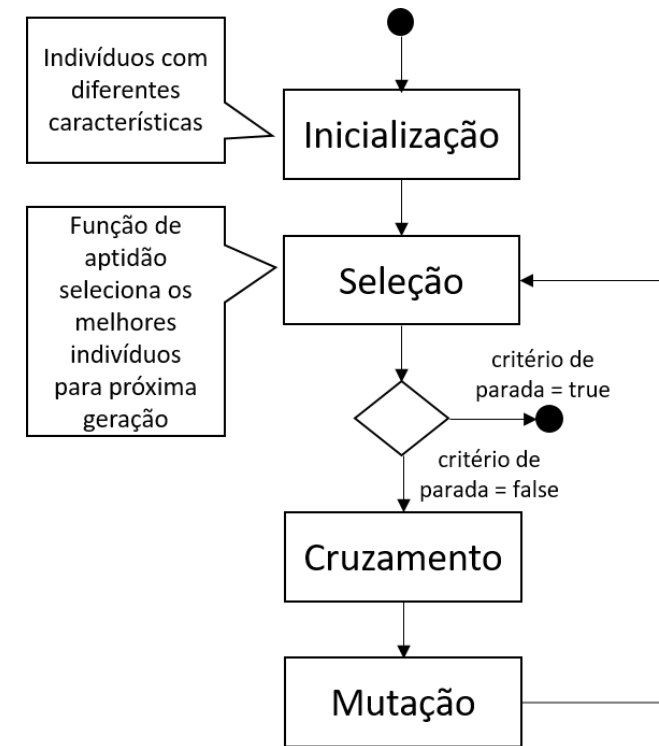 Indivíduos com
diferentes
características
Inicialização
Função de
aptidão
seleciona os
melhores
indivíduos
para próxima
geração
Seleção
critério de
parada = true
critério de
parada = false
Cruzamento
Mutação